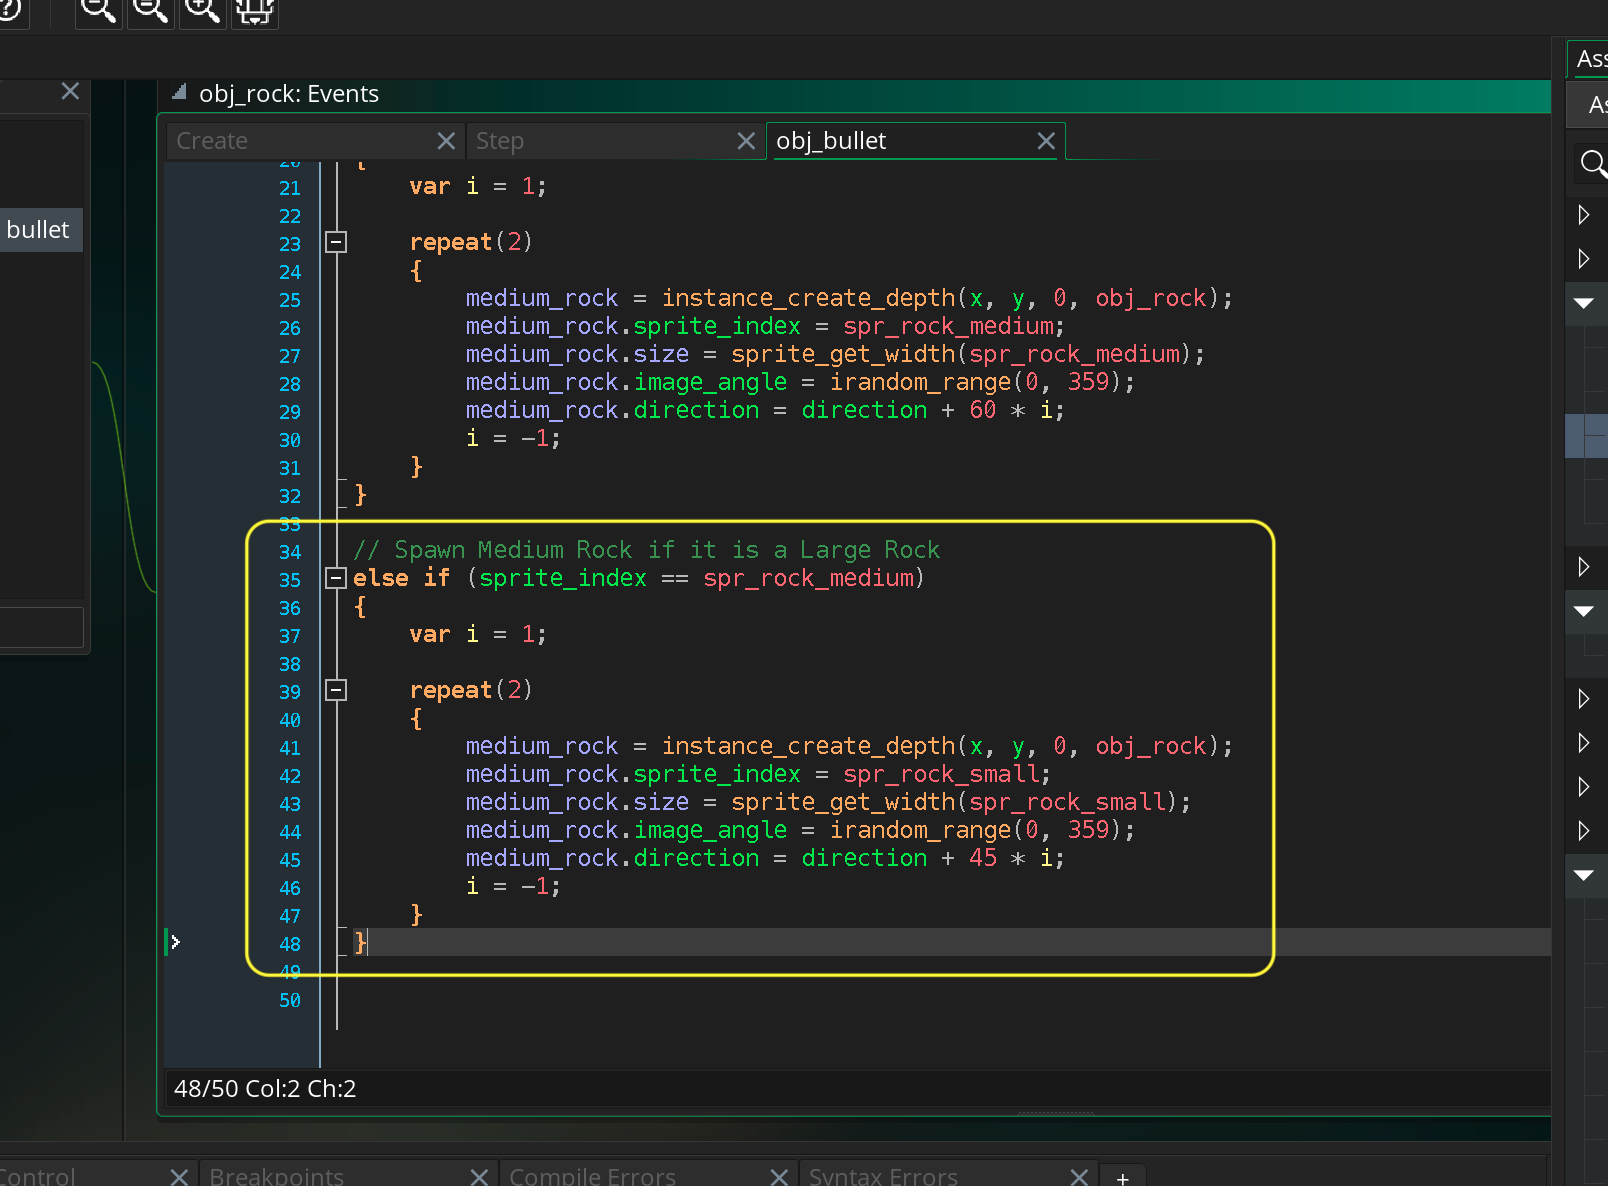 obj_rock: Events
Create
Step
obj_bullet
bullet
20 {
21 var i = 1;
22
23 repeat(2)
24 {
25 medium_rock = instance_create_depth(x, y, 0, obj_rock);
26 medium_rock.sprite_index = spr_rock_medium;
27 medium_rock.size = sprite_get_width(spr_rock_medium);
28 medium_rock.image_angle = irandom_range(0, 359);
29 medium_rock.direction = direction + 60 * i;
30 i = -1;
31 }
32 }
33
34 // Spawn Medium Rock if it is a Large Rock
35 else if (sprite_index == spr_rock_medium)
36 {
37 var i = 1;
38
39 repeat(2)
40 {
41 medium_rock = instance_create_depth(x, y, 0, obj_rock);
42 medium_rock.sprite_index = spr_rock_small;
43 medium_rock.size = sprite_get_width(spr_rock_small);
44 medium_rock.image_angle = irandom_range(0, 359);
45 medium_rock.direction = direction + 45 * i;
46 i = -1;
47 }
48 }
49
50
48/50 Col:2 Ch:2
Ass
As
ontrol
Breakpoints
Compile Errors
Syntax Errors
+